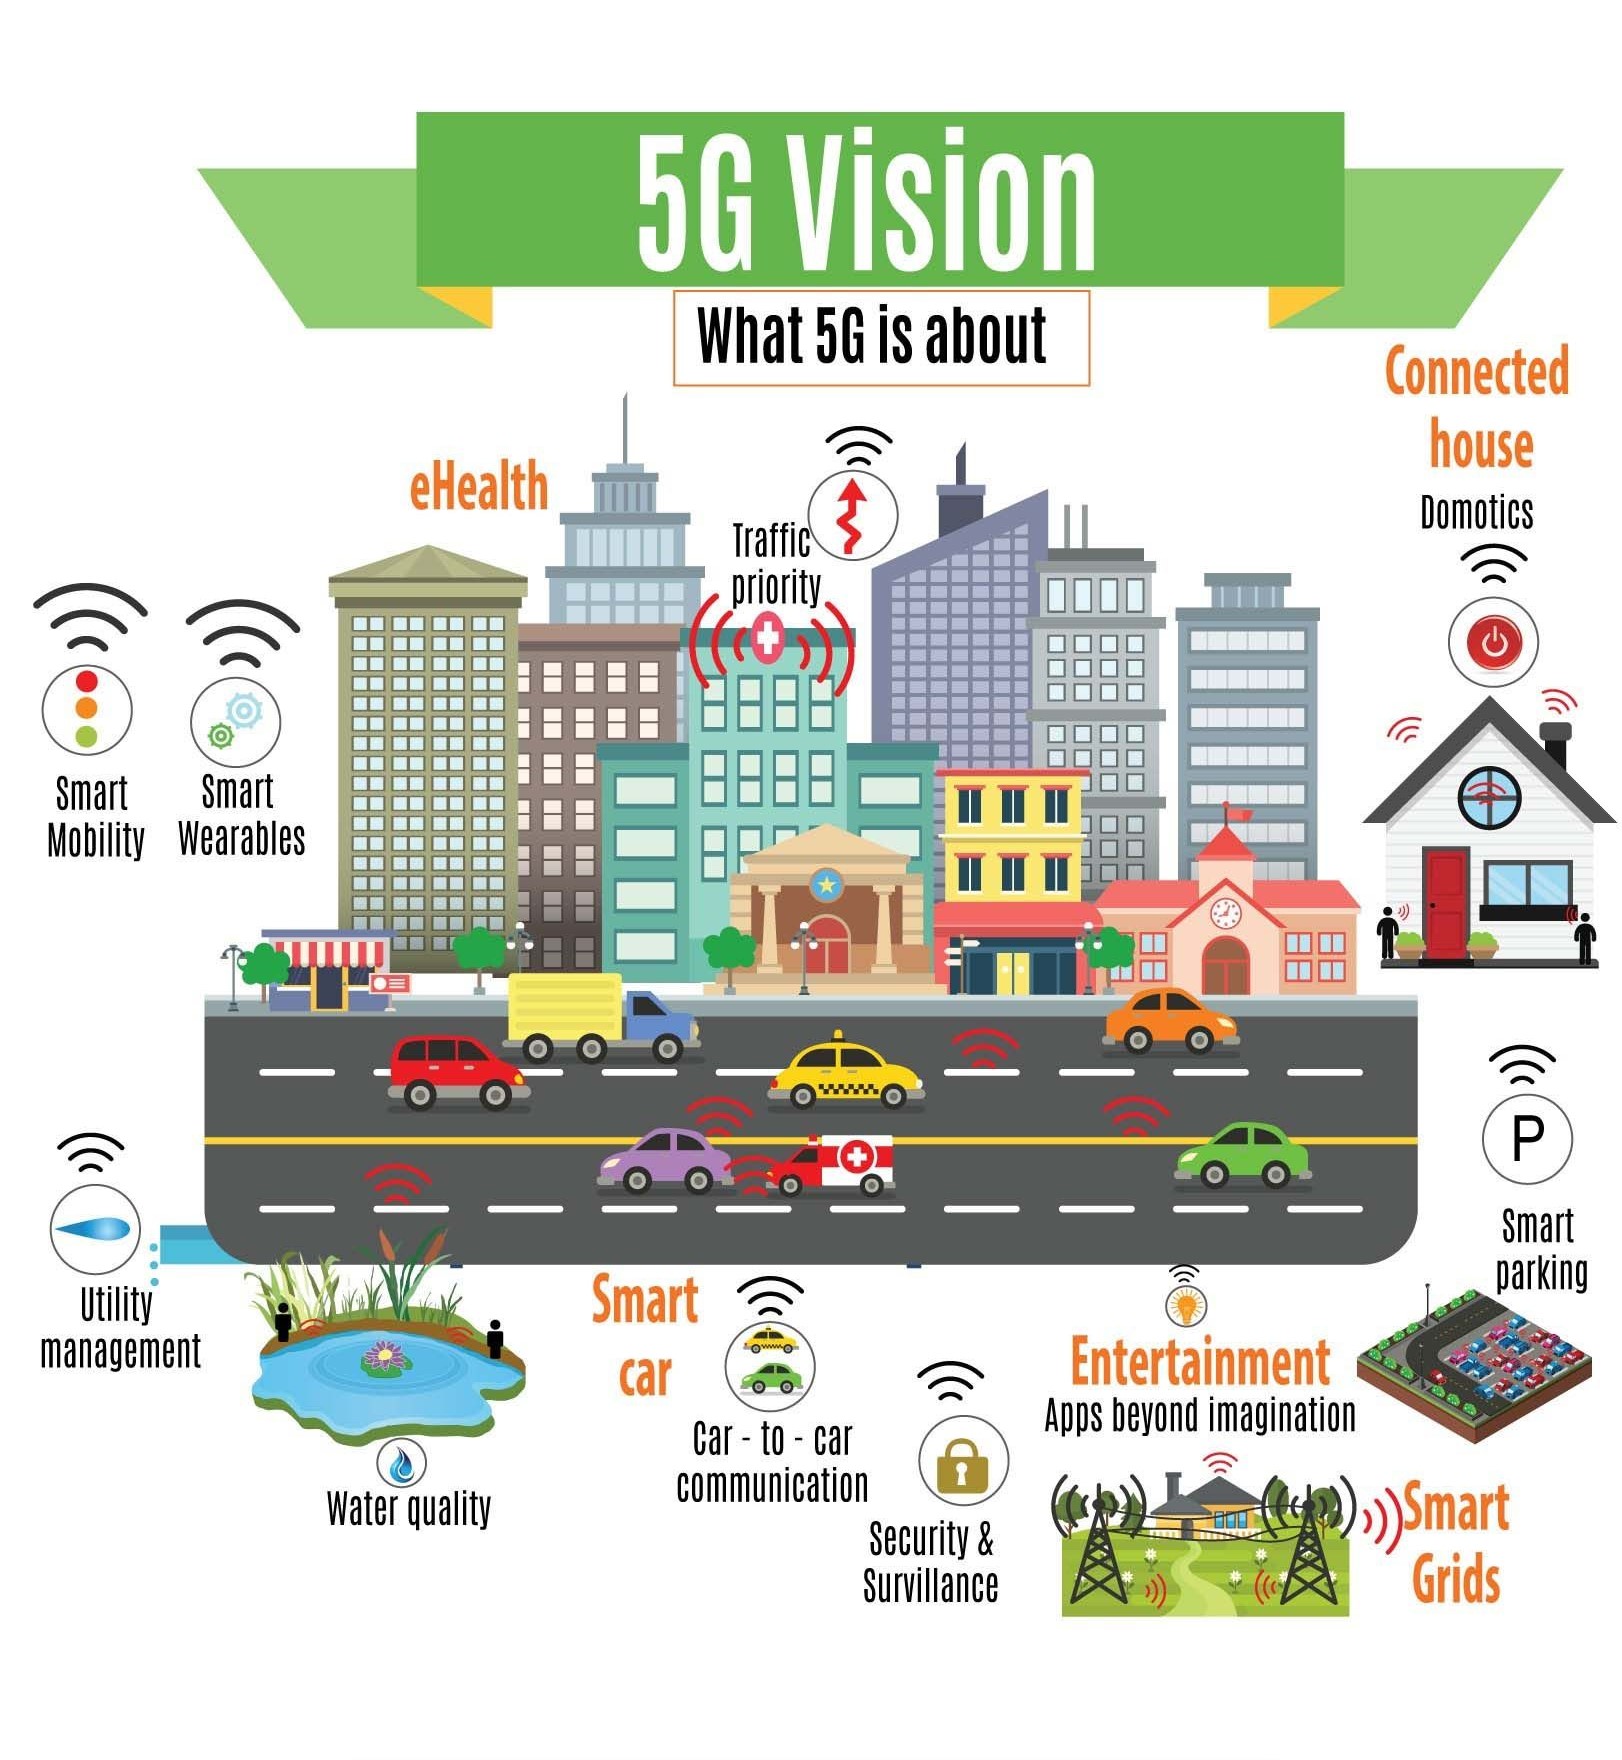 5G Vision
What 5G is about
Connected
house
Domotics
eHealth
Traffic
priority
Smart
Mobility
Smart
Wearables
P
Smart
parking
Utility
management
Water quality
Smart
car
Car - to - car
communication
Security &
Survillance
Entertainment
Apps beyond imagination
Smart
Grids